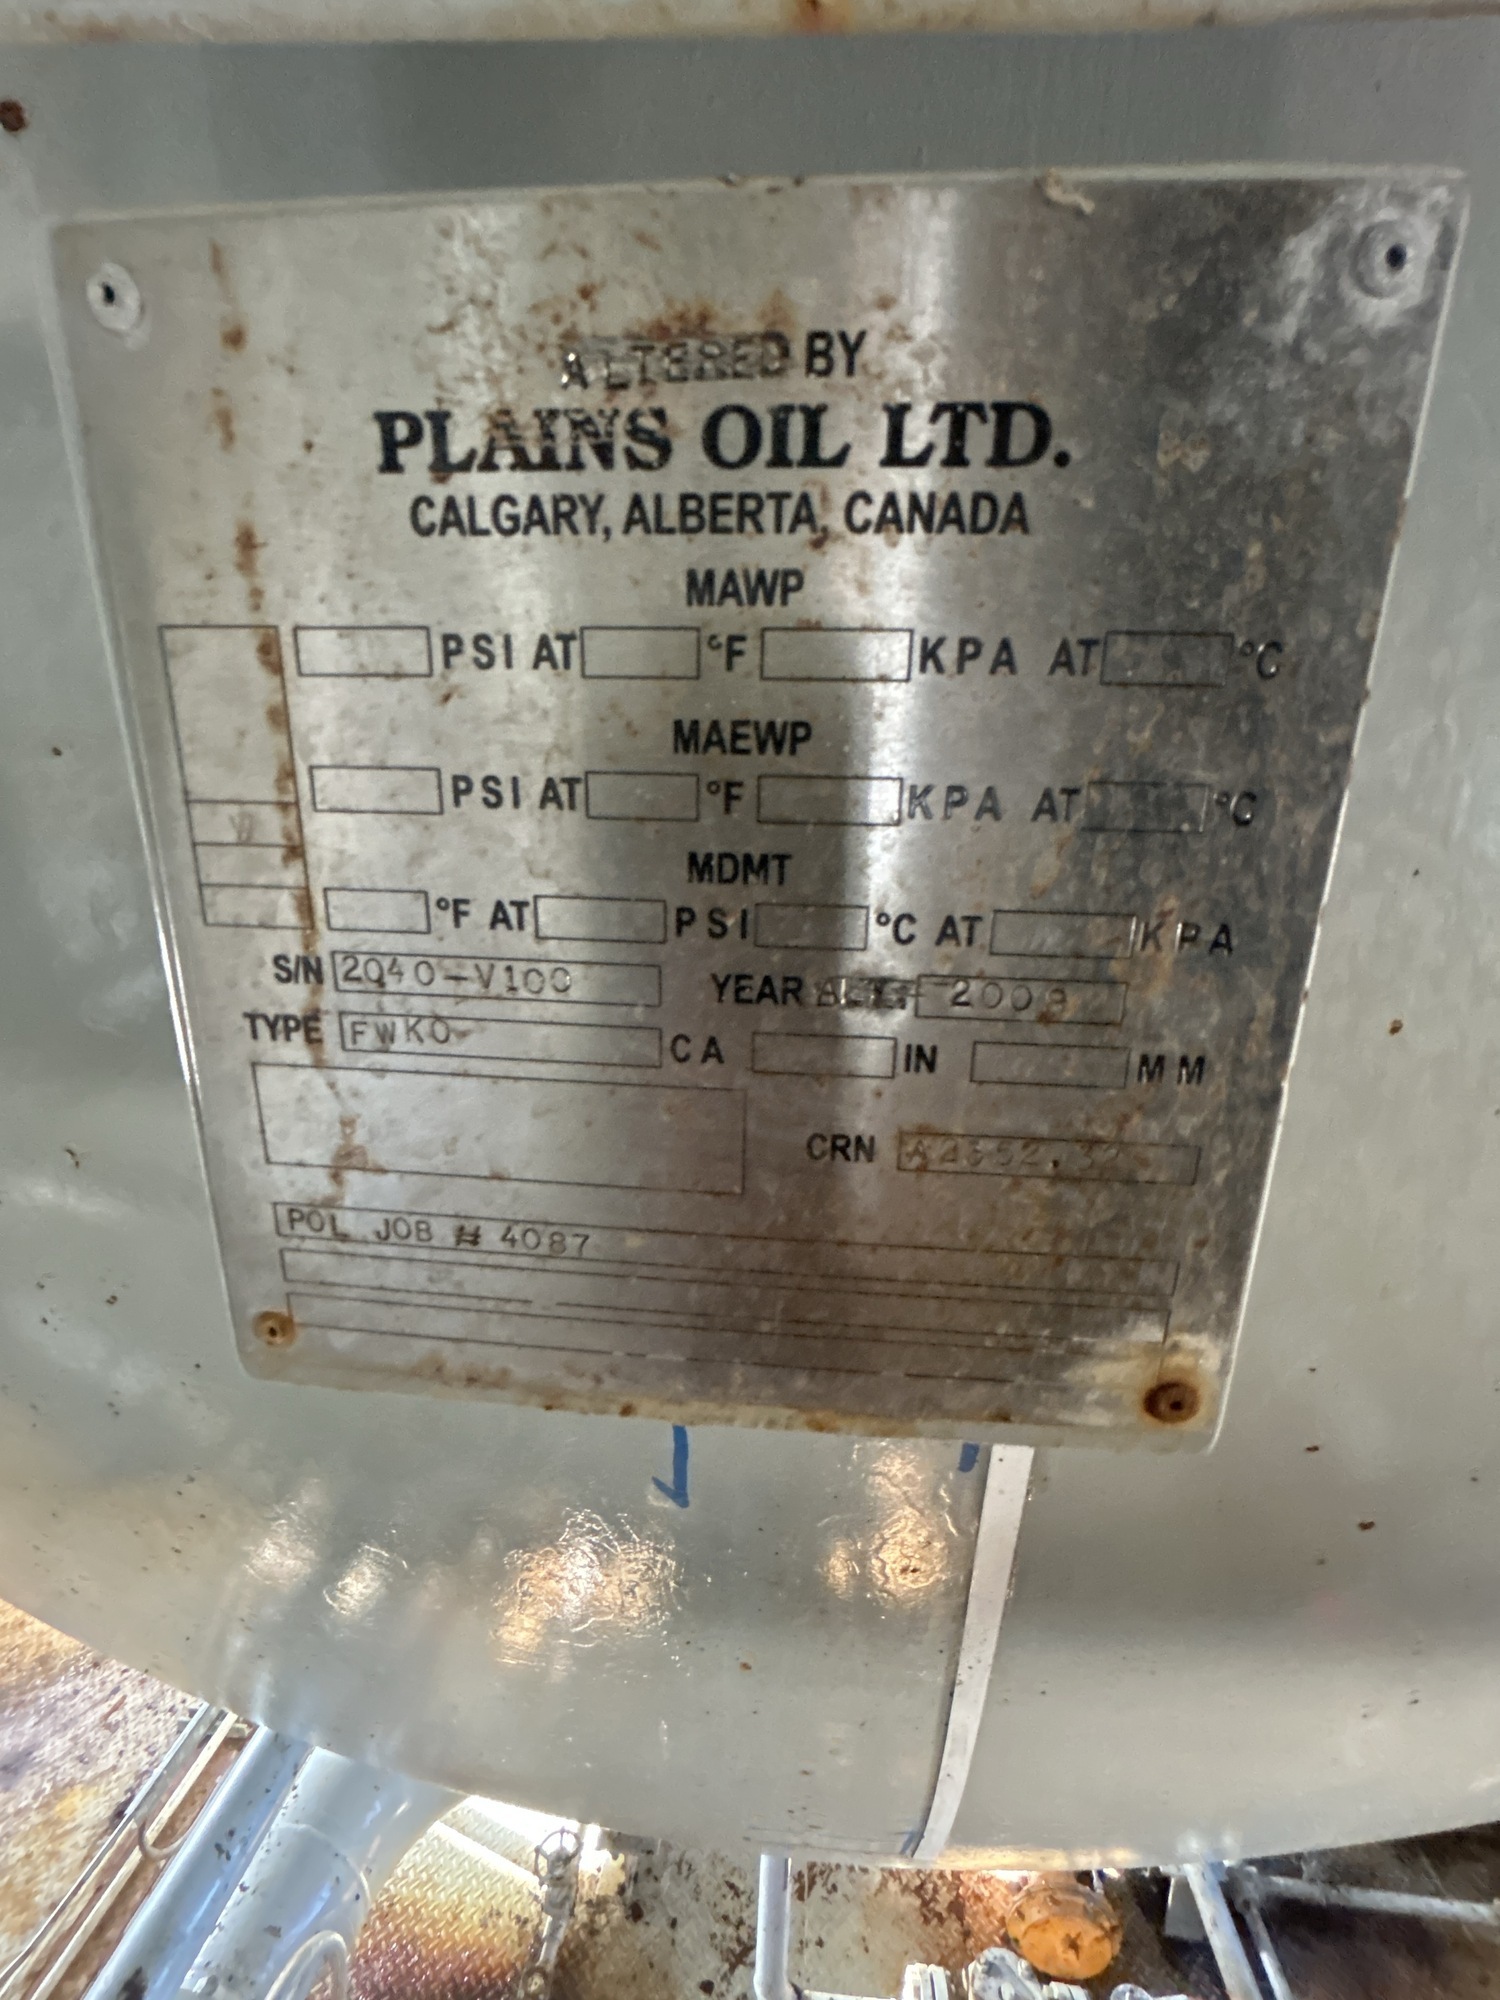 ALTERED BY
PLAINS OIL LTD.
CALGARY, ALBERTA, CANADA
MAWP
PSI AT °F KPA AT °C
MAEWP
PSI AT °F KPA AT °C
MDMT
°F AT PSI °C AT KPA
S/N 2040-V100 YEAR 2009
TYPE FWKO CA IN MM
CRN
POL JOB # 4087